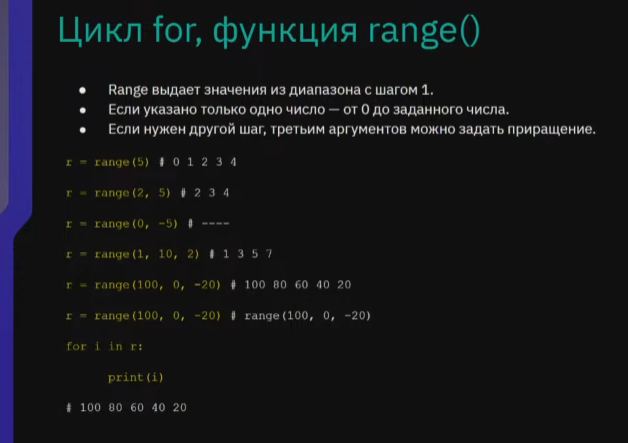 Цикл for, функция range()
● Range выдает значения из диапазона с шагом 1.
● Если указано только одно число — от 0 до заданного числа.
● Если нужен другой шаг, третьим аргументов можно задать приращение.
r = range(5) # 0 1 2 3 4
r = range(2, 5) # 2 3 4
r = range(0, -5) # ----
r = range(1, 10, 2) # 1 3 5 7
r = range(100, 0, -20) # 100 80 60 40 20
r = range(100, 0, -20) # range(100, 0, -20)
for i in r:
print(i)
# 100 80 60 40 20